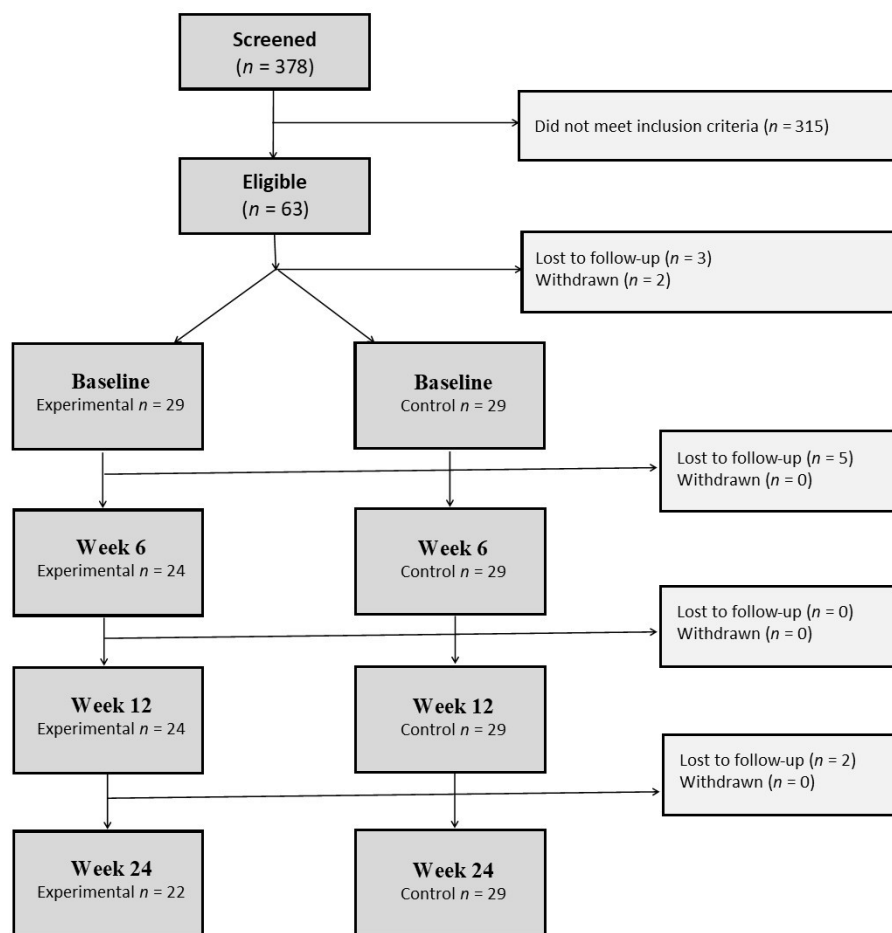 Screened
(n = 378)
Did not meet inclusion criteria (n = 315)
Eligible
(n = 63)
Lost to follow-up (n = 3)
Withdrawn (n = 2)
Baseline
Experimental n = 29
Baseline
Control n = 29
Lost to follow-up (n = 5)
Withdrawn (n = 0)
Week 6
Experimental n = 24
Week 6
Control n = 29
Lost to follow-up (n = 0)
Withdrawn (n = 0)
Week 12
Experimental n = 24
Week 12
Control n = 29
Lost to follow-up (n = 2)
Withdrawn (n = 0)
Week 24
Experimental n = 22
Week 24
Control n = 29